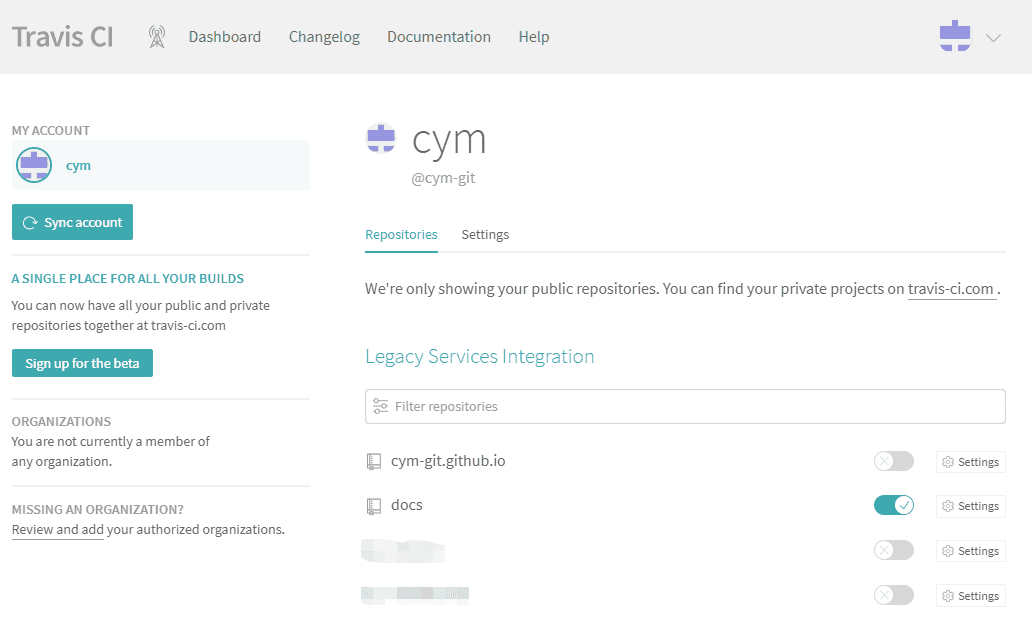 Travis CI
Dashboard
Changelog
Documentation
Help
MY ACCOUNT
cym
Sync account
A SINGLE PLACE FOR ALL YOUR BUILDS
You can now have all your public and private
repositories together at travis-ci.com
Sign up for the beta
ORGANIZATIONS
You are not currently a member of
any organization.
MISSING AN ORGANIZATION?
Review and add your authorized organizations.
cym
@cym-git
Repositories
Settings
We're only showing your public repositories. You can find your private projects on travis-ci.com .
Legacy Services Integration
Filter repositories
cym-git.github.io
Settings
docs
Settings
Settings
Settings